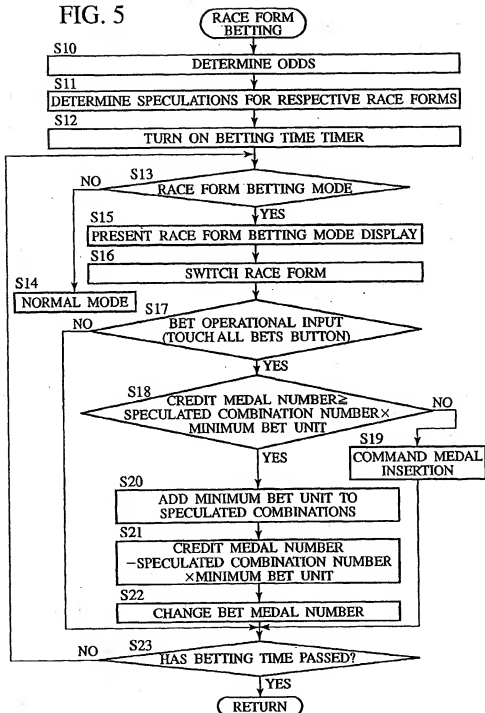 FIG. 5
RACE FORM
BETTING
S10
DETERMINE ODDS
S11
DETERMINE SPECULATIONS FOR RESPECTIVE RACE FORMS
S12
TURN ON BETTING TIME TIMER
S13
NO
RACE FORM BETTING MODE
YES
S15
PRESENT RACE FORM BETTING MODE DISPLAY
S16
SWITCH RACE FORM
S14
NORMAL MODE
S17
NO
BET OPERATIONAL INPUT
(TOUCH ALL BETS BUTTON)
YES
S18
CREDIT MEDAL NUMBER≧
SPECULATED COMBINATION NUMBER×
MINIMUM BET UNIT
NO
S19
COMMAND MEDAL
INSERTION
YES
S20
ADD MINIMUM BET UNIT TO
SPECULATED COMBINATIONS
S21
CREDIT MEDAL NUMBER
−SPECULATED COMBINATION NUMBER
×MINIMUM BET UNIT
S22
CHANGE BET MEDAL NUMBER
S23
NO
HAS BETTING TIME PASSED?
YES
RETURN